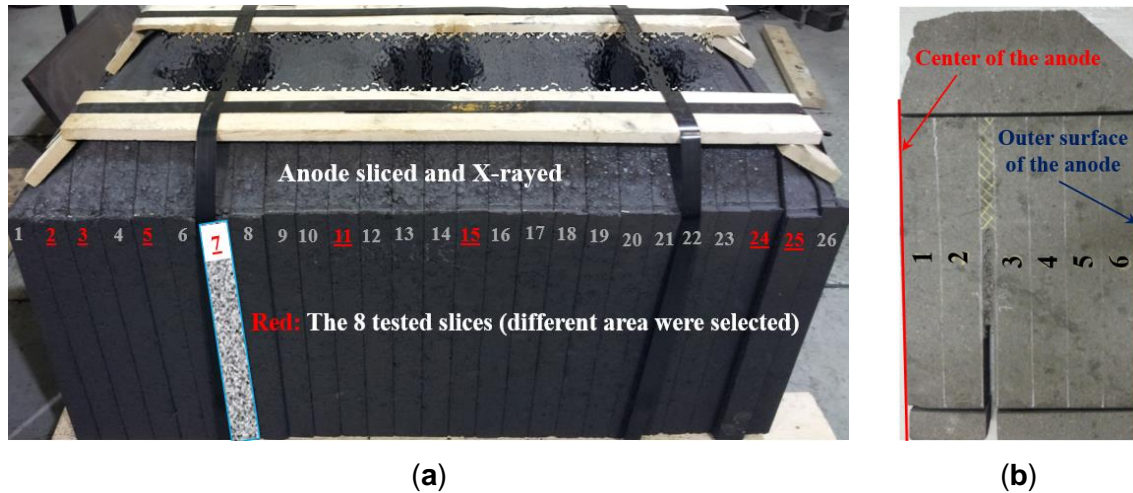 Anode sliced and X-rayed
1 2 3 4 5 6 7 8 9 10 11 12 13 14 15 16 17 18 19 20 21 22 23 24 25 26
Red: The 8 tested slices (different area were selected)
(a)
Center of the anode
Outer surface
of the anode
1 2 3 4 5 6
(b)